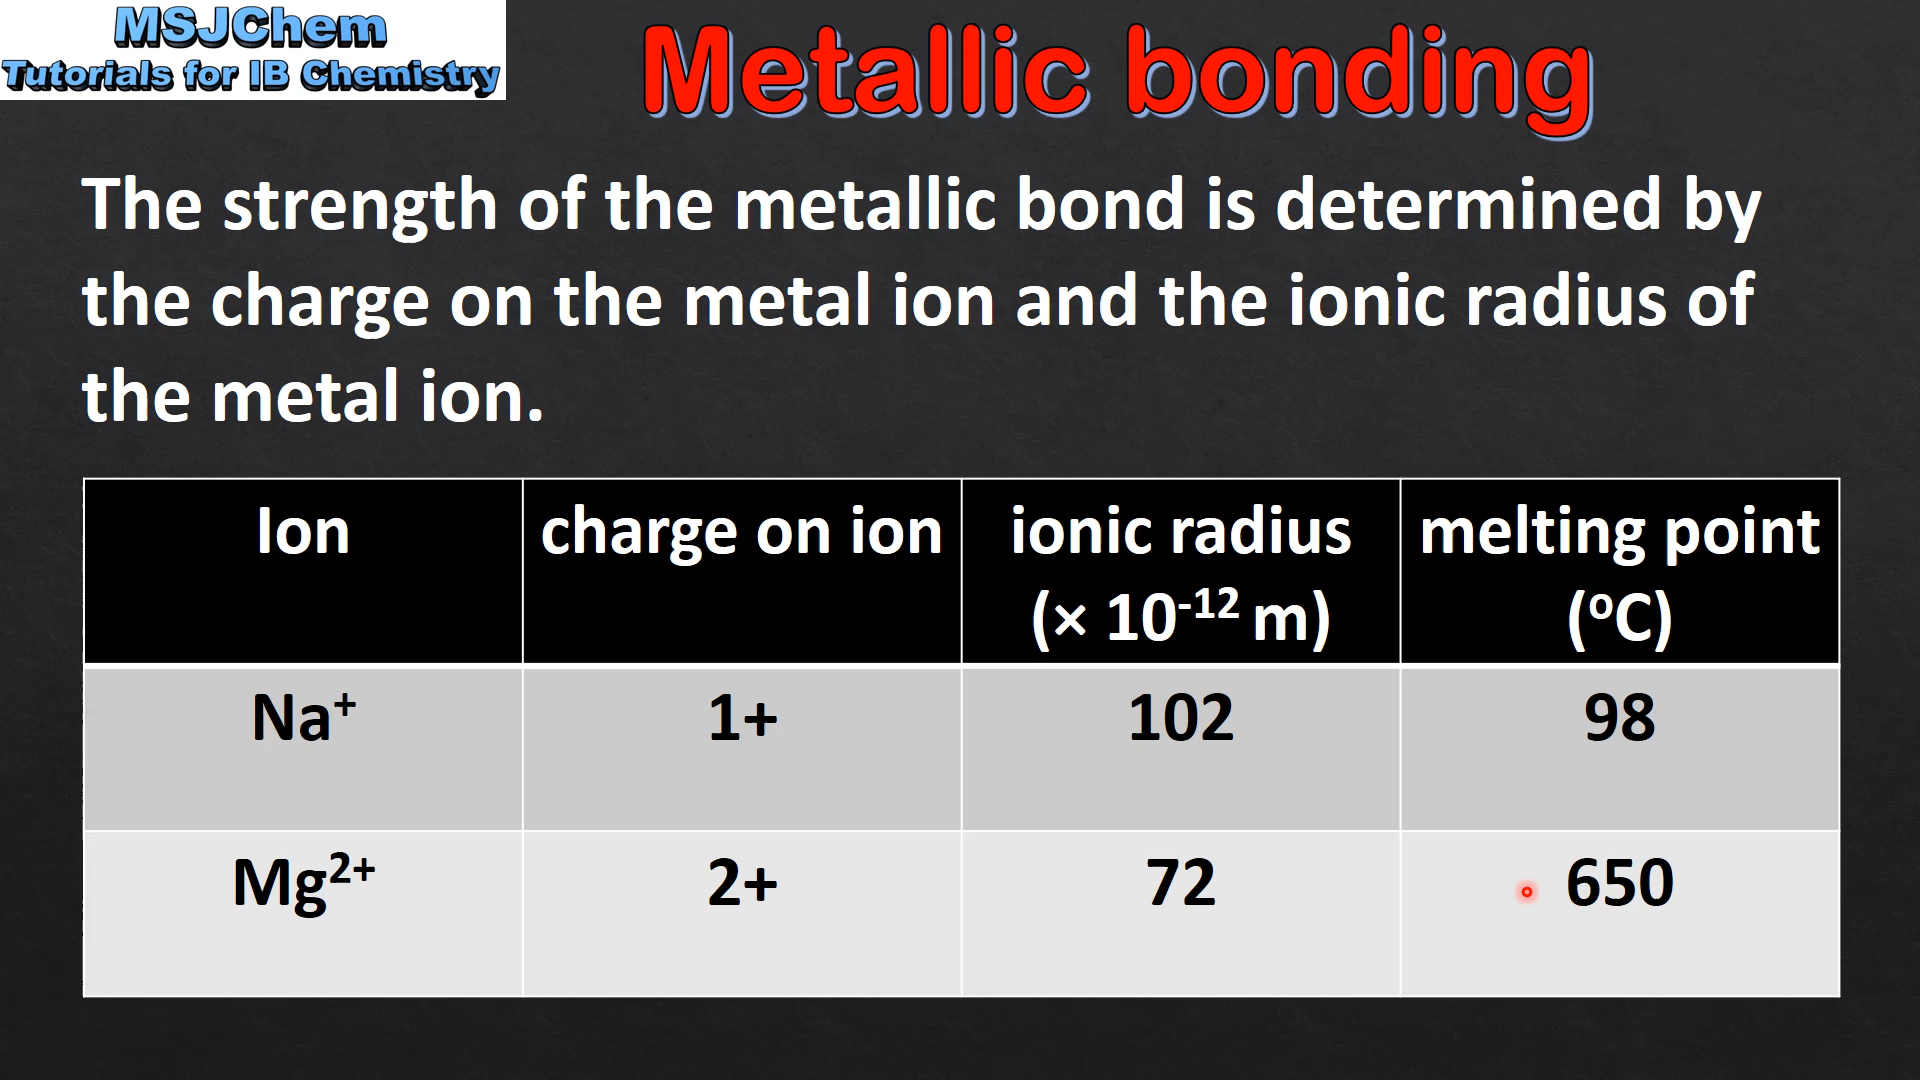 MSJChem
Tutorials for IB Chemistry
Metallic bonding
The strength of the metallic bond is determined by
the charge on the metal ion and the ionic radius of
the metal ion.
Ion charge on ion ionic radius (× 10⁻¹² m) melting point (°C)
Na⁺ 1+ 102 98
Mg²⁺ 2+ 72 650